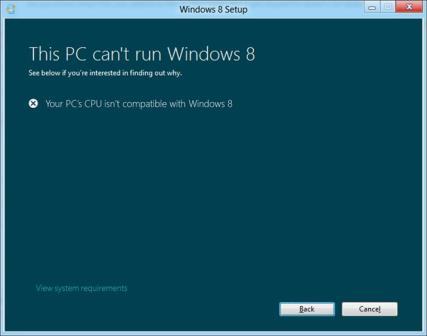 Windows 8 Setup
This PC can't run Windows 8
See below if you're interested in finding out why.
Your PC's CPU isn't compatible with Windows 8
View system requirements
Back Cancel